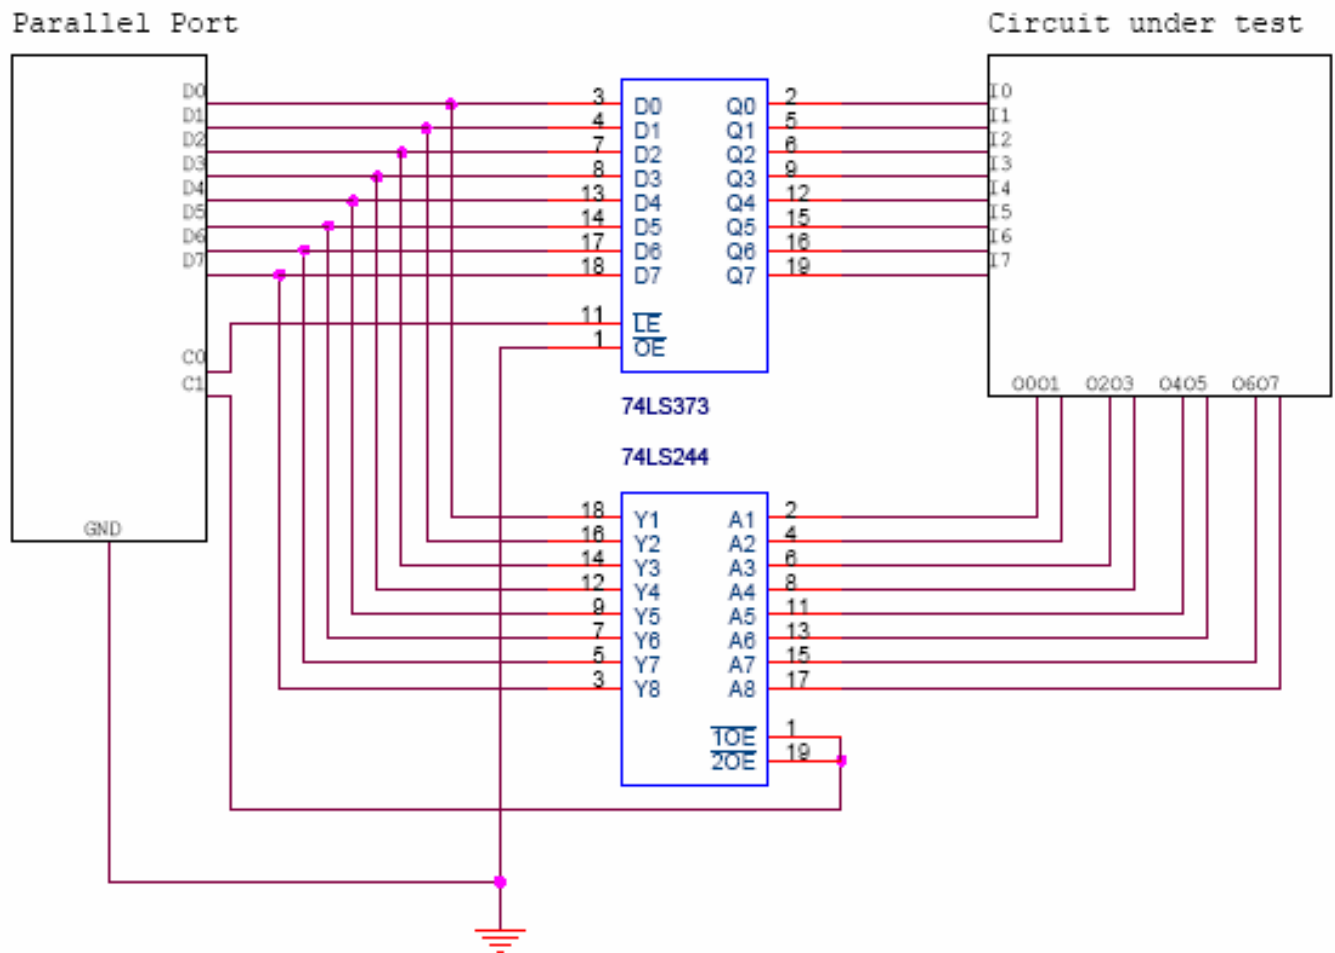 Parallel Port
Circuit under test
D0 3 D0 Q0 2 I0
D1 4 D1 Q1 5 I1
D2 7 D2 Q2 6 I2
D3 8 D3 Q3 9 I3
D4 13 D4 Q4 12 I4
D5 14 D5 Q5 15 I5
D6 17 D6 Q6 16 I6
D7 18 D7 Q7 19 I7
11 LE
1 OE
C0
C1
O0O1 O2O3 O4O5 O6O7
74LS373
74LS244
18 Y1 A1 2
16 Y2 A2 4
14 Y3 A3 6
12 Y4 A4 8
9 Y5 A5 11
7 Y6 A6 13
5 Y7 A7 15
3 Y8 A8 17
GND
1OE 1
2OE 19